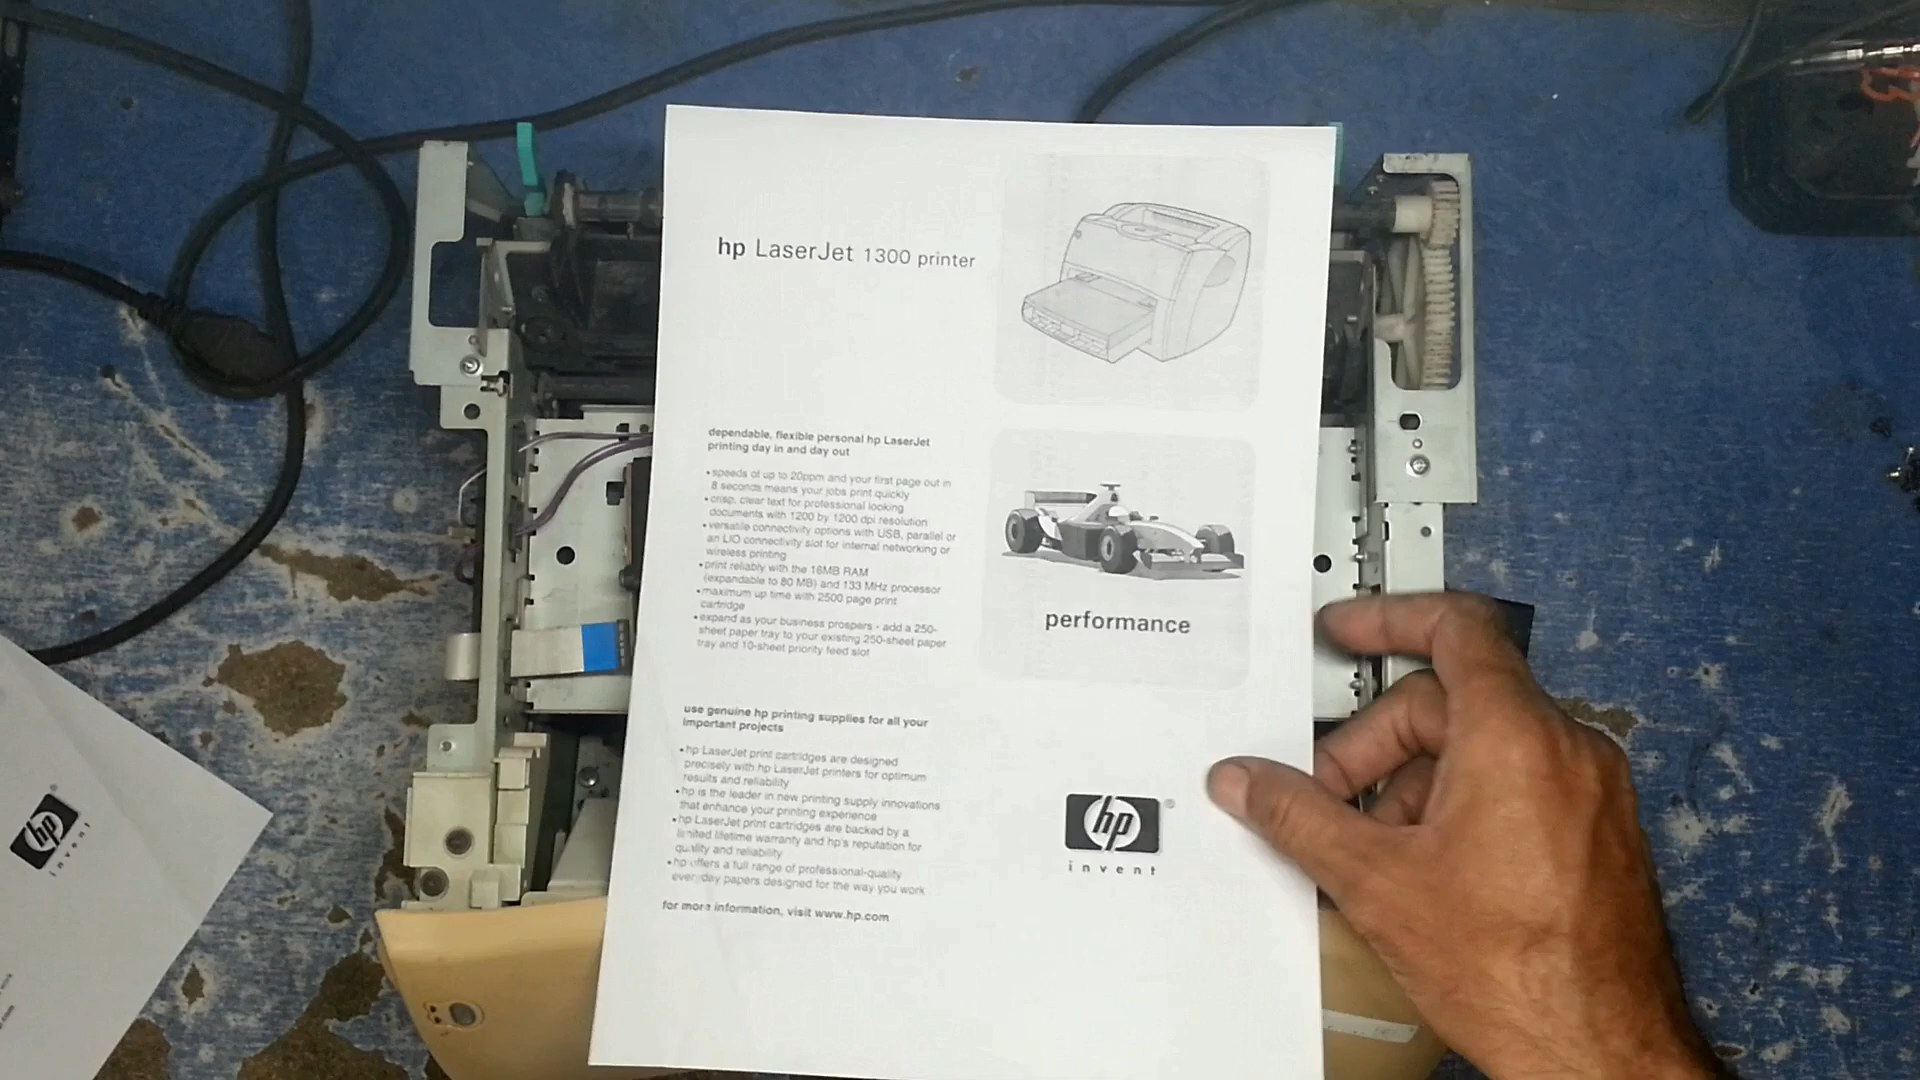 hp LaserJet 1300 printer
dependable, flexible personal hp LaserJet
printing day in and day out
• speeds of up to 20ppm and your first page out in
8 seconds means your jobs print quickly
• crisp, clear text for professional looking
documents with 1200 by 1200 dpi resolution
• versatile connectivity options with USB, parallel or
an LIO connectivity slot for internal networking or
wireless printing
• print reliably with the 16MB RAM
(expandable to 80 MB) and 133 MHz processor
• maximum up time with 2500 page print
cartridge
• expand as your business prospers - add a 250-
sheet paper tray to your existing 250-sheet paper
tray and 10-sheet priority feed slot
performance
use genuine hp printing supplies for all your
important projects
• hp LaserJet print cartridges are designed
precisely with hp LaserJet printers for optimum
results and reliability
• hp is the leader in new printing supply innovations
that enhance your printing experience
• hp LaserJet print cartridges are backed by a
limited lifetime warranty and hp's reputation for
quality and reliability
• hp offers a full range of professional-quality
everyday papers designed for the way you work
for more information, visit www.hp.com
hp ®
invent
hp ®
invent